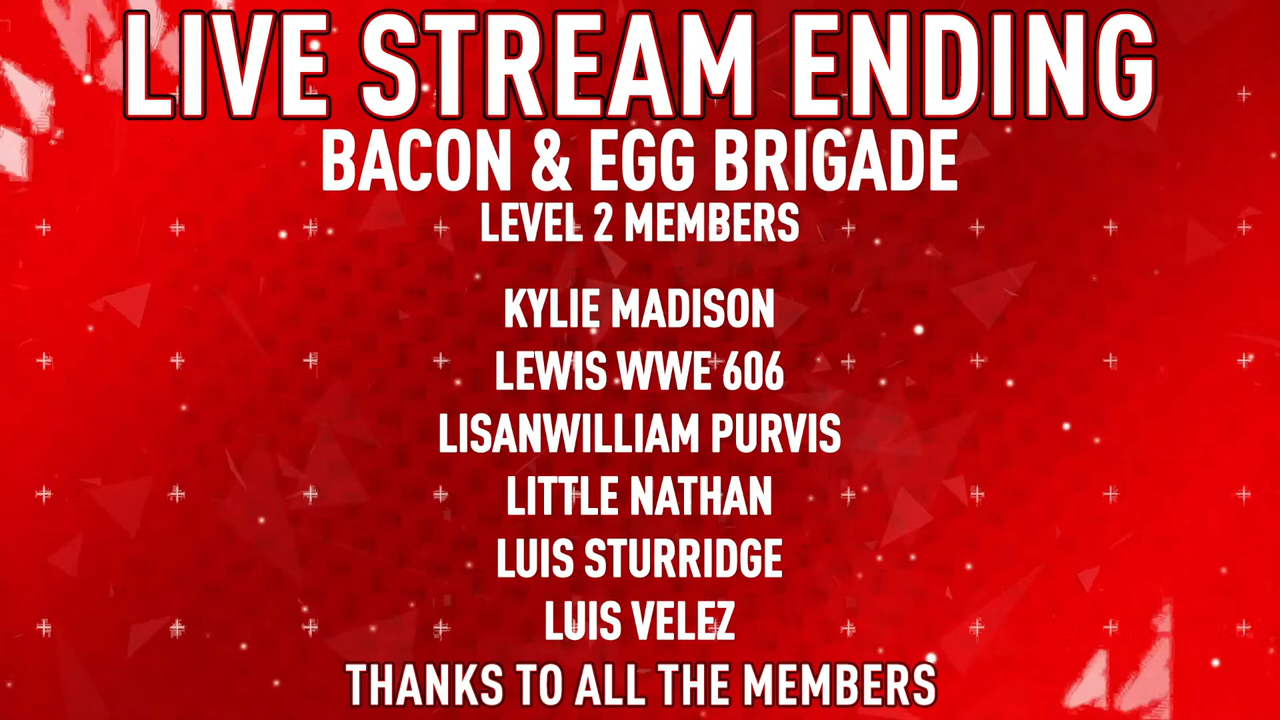 LIVE STREAM ENDING
BACON & EGG BRIGADE
LEVEL 2 MEMBERS
KYLIE MADISON
LEWIS WWE 606
LISANWILLIAM PURVIS
LITTLE NATHAN
LUIS STURRIDGE
LUIS VELEZ
THANKS TO ALL THE MEMBERS